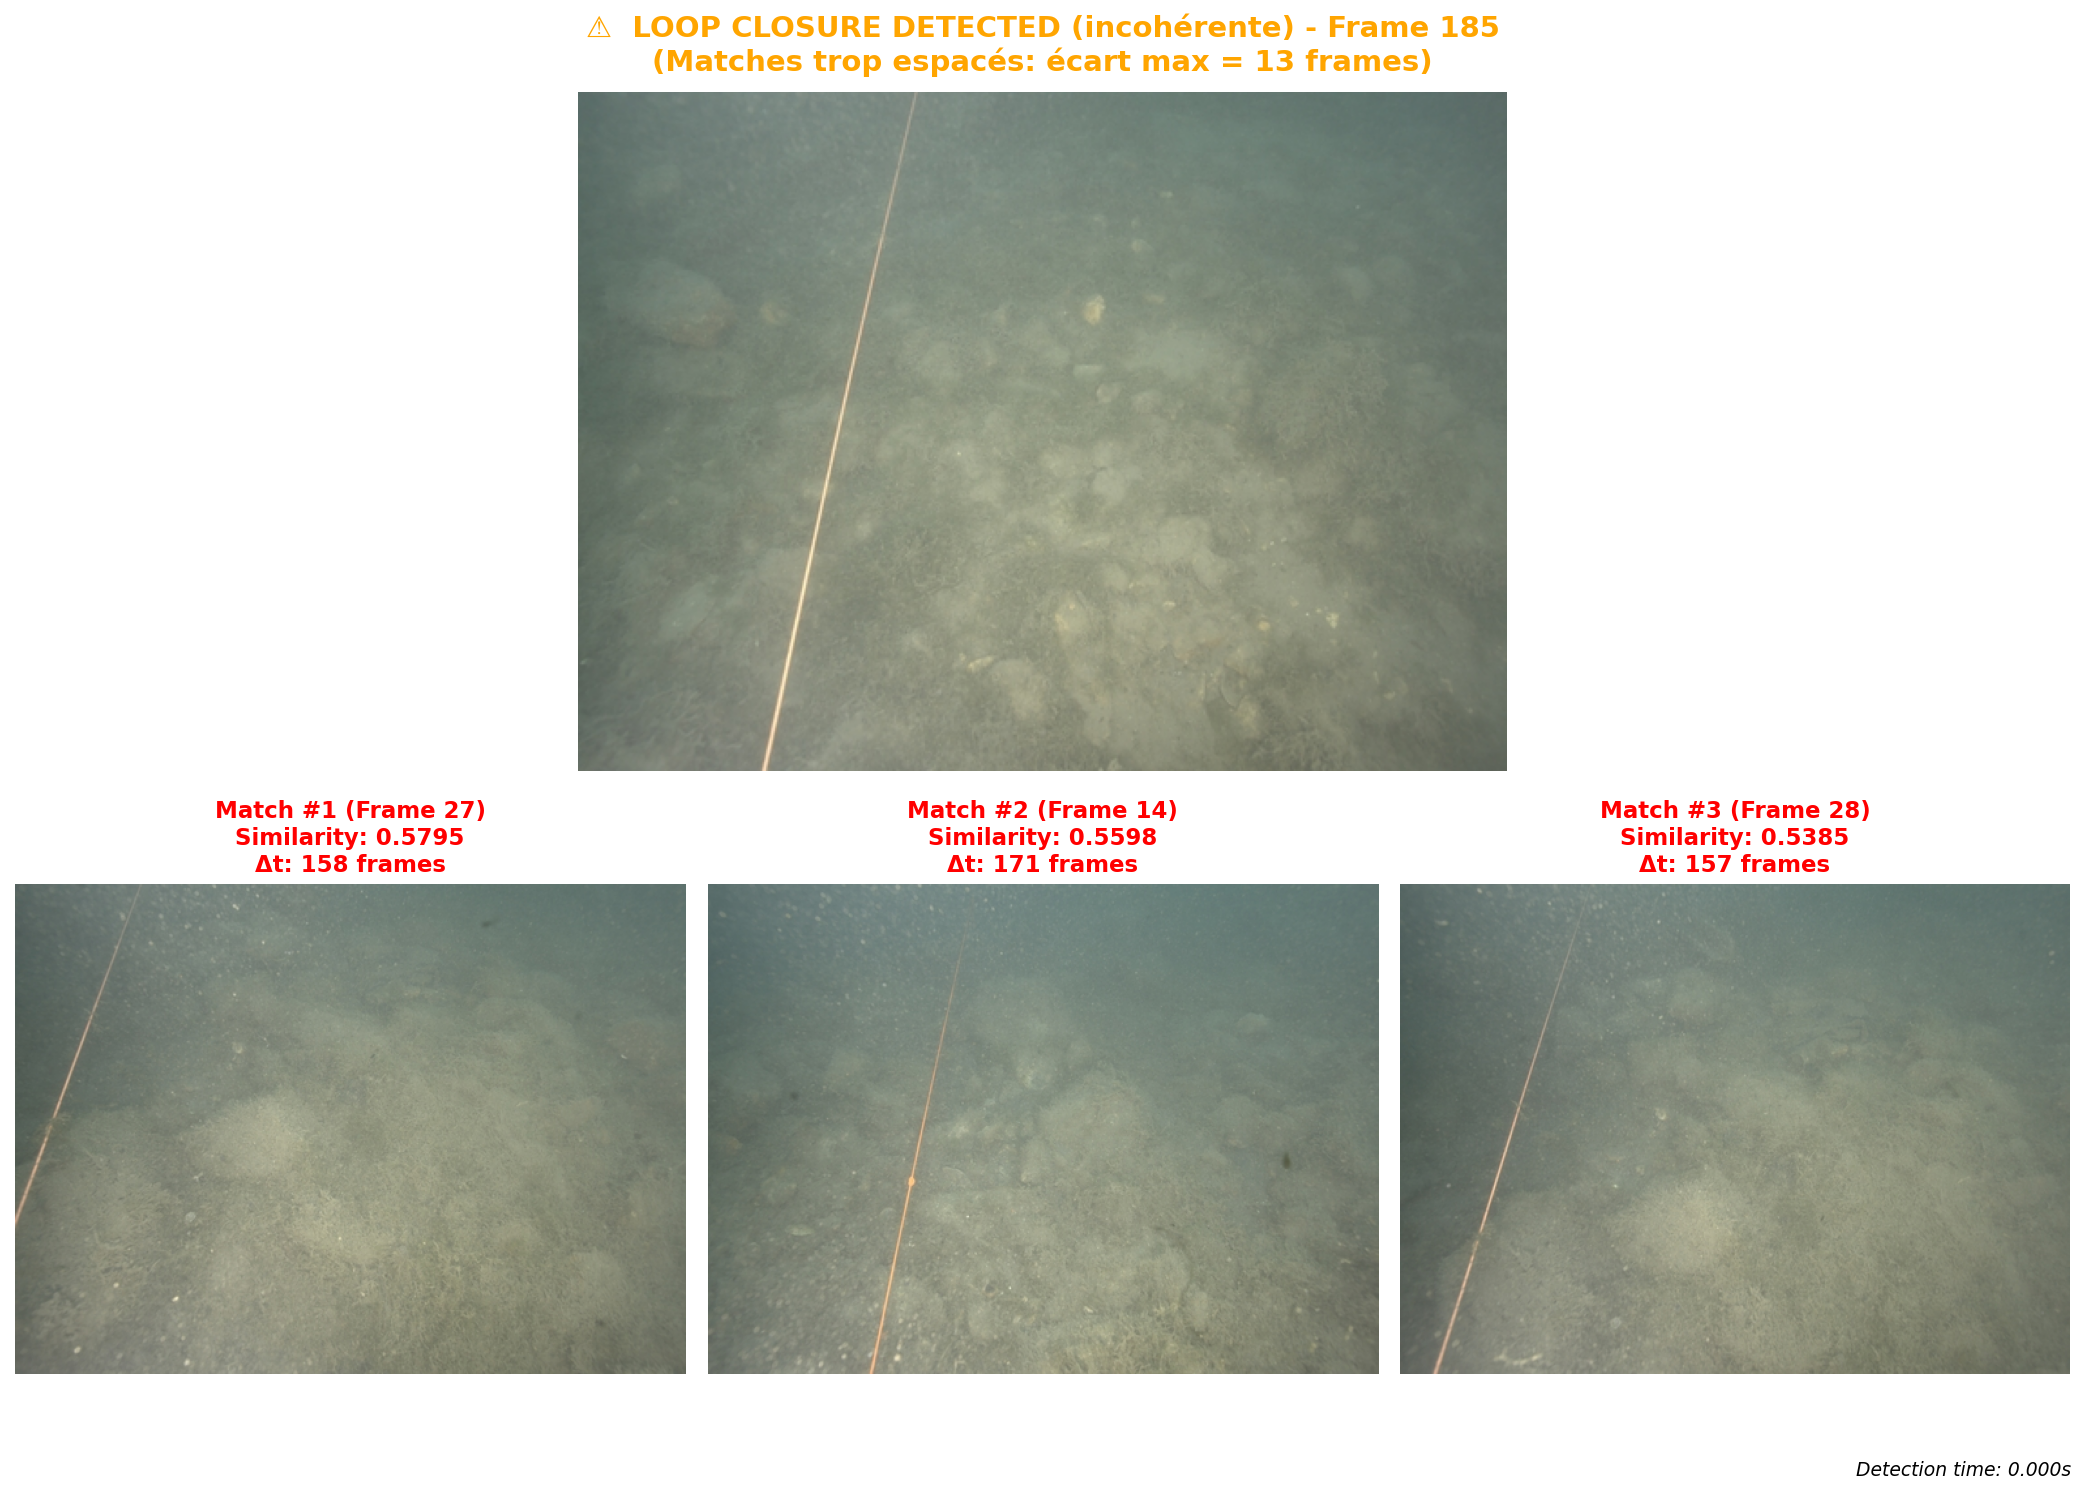 ⚠ LOOP CLOSURE DETECTED (incohérente) - Frame 185
(Matches trop espacés: écart max = 13 frames)
Match #1 (Frame 27)
Similarity: 0.5795
Δt: 158 frames
Match #2 (Frame 14)
Similarity: 0.5598
Δt: 171 frames
Match #3 (Frame 28)
Similarity: 0.5385
Δt: 157 frames
Detection time: 0.000s